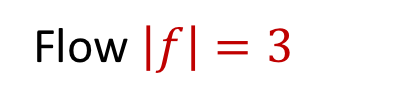 Flow |f| = 3